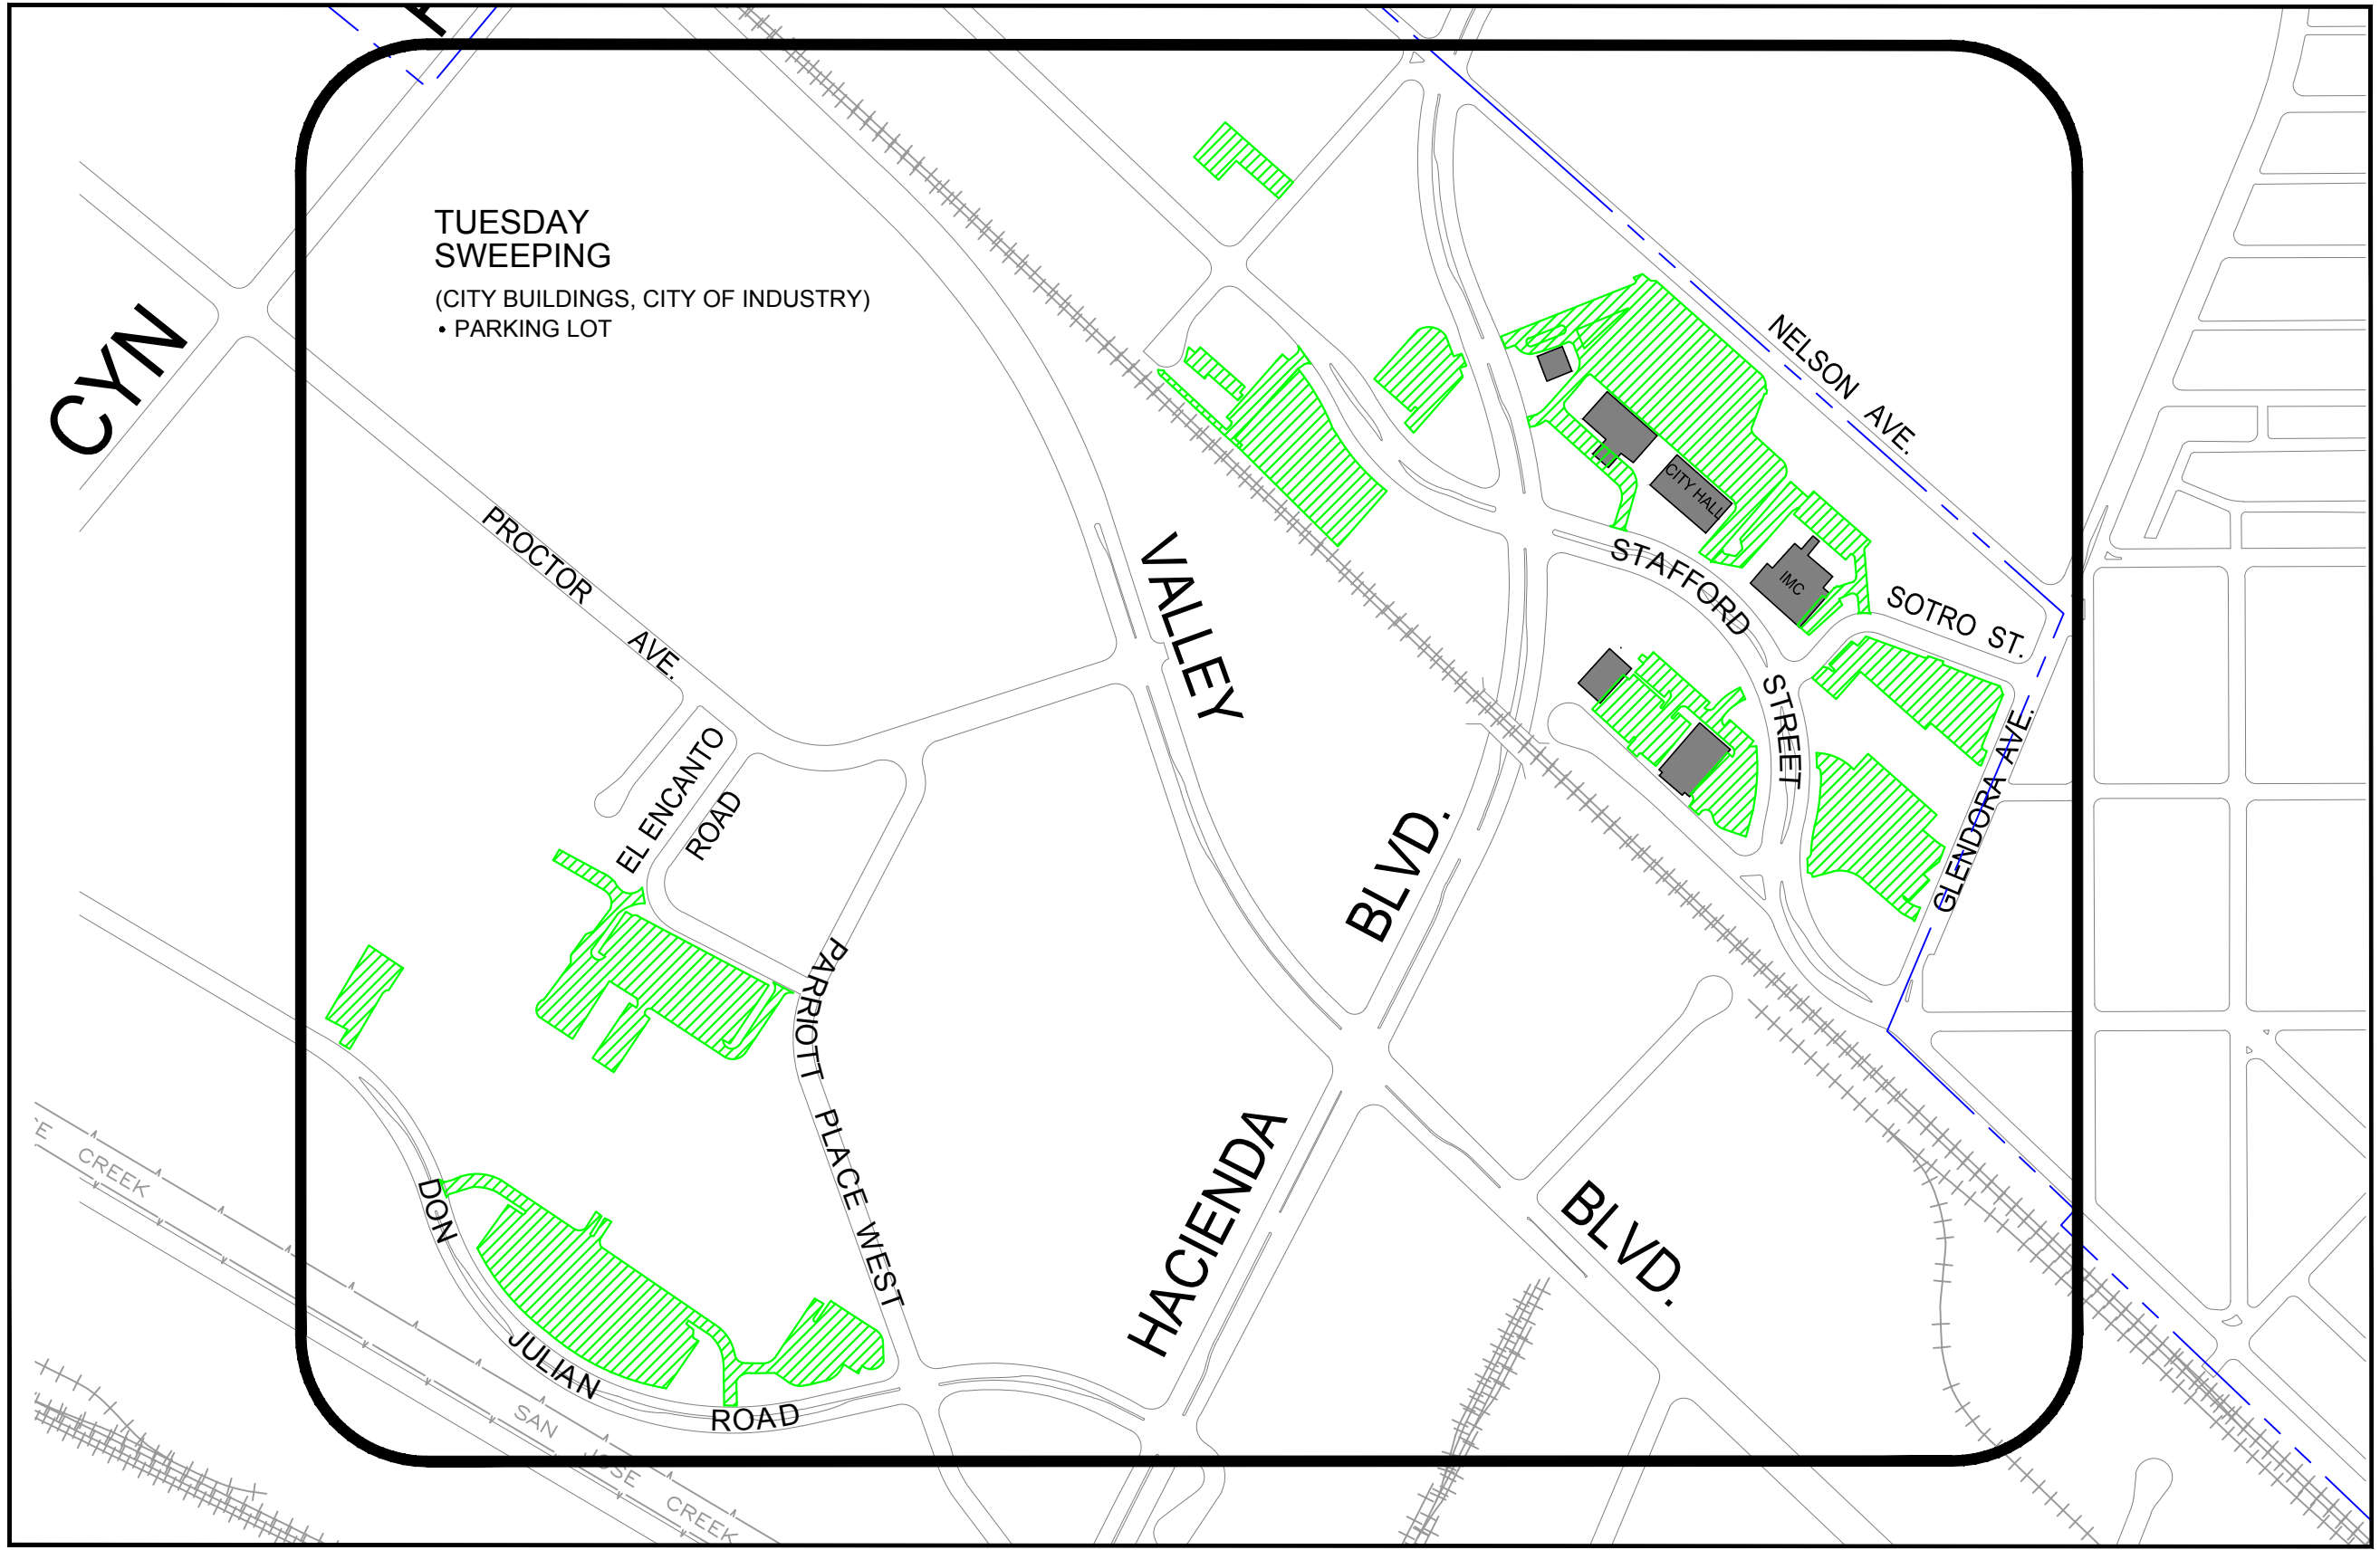 TUESDAY
SWEEPING
(CITY BUILDINGS, CITY OF INDUSTRY)
• PARKING LOT
CYN
NELSON AVE.
PROCTOR AVE.
CITY HALL
IMC
STAFFORD STREET
SOTRO ST.
VALLEY BLVD.
GLENDORA AVE.
EL ENCANTO
ROAD
PARRIOTT PLACE WEST
HACIENDA BLVD.
DON JULIAN ROAD
CREEK
SAN JOSE CREEK